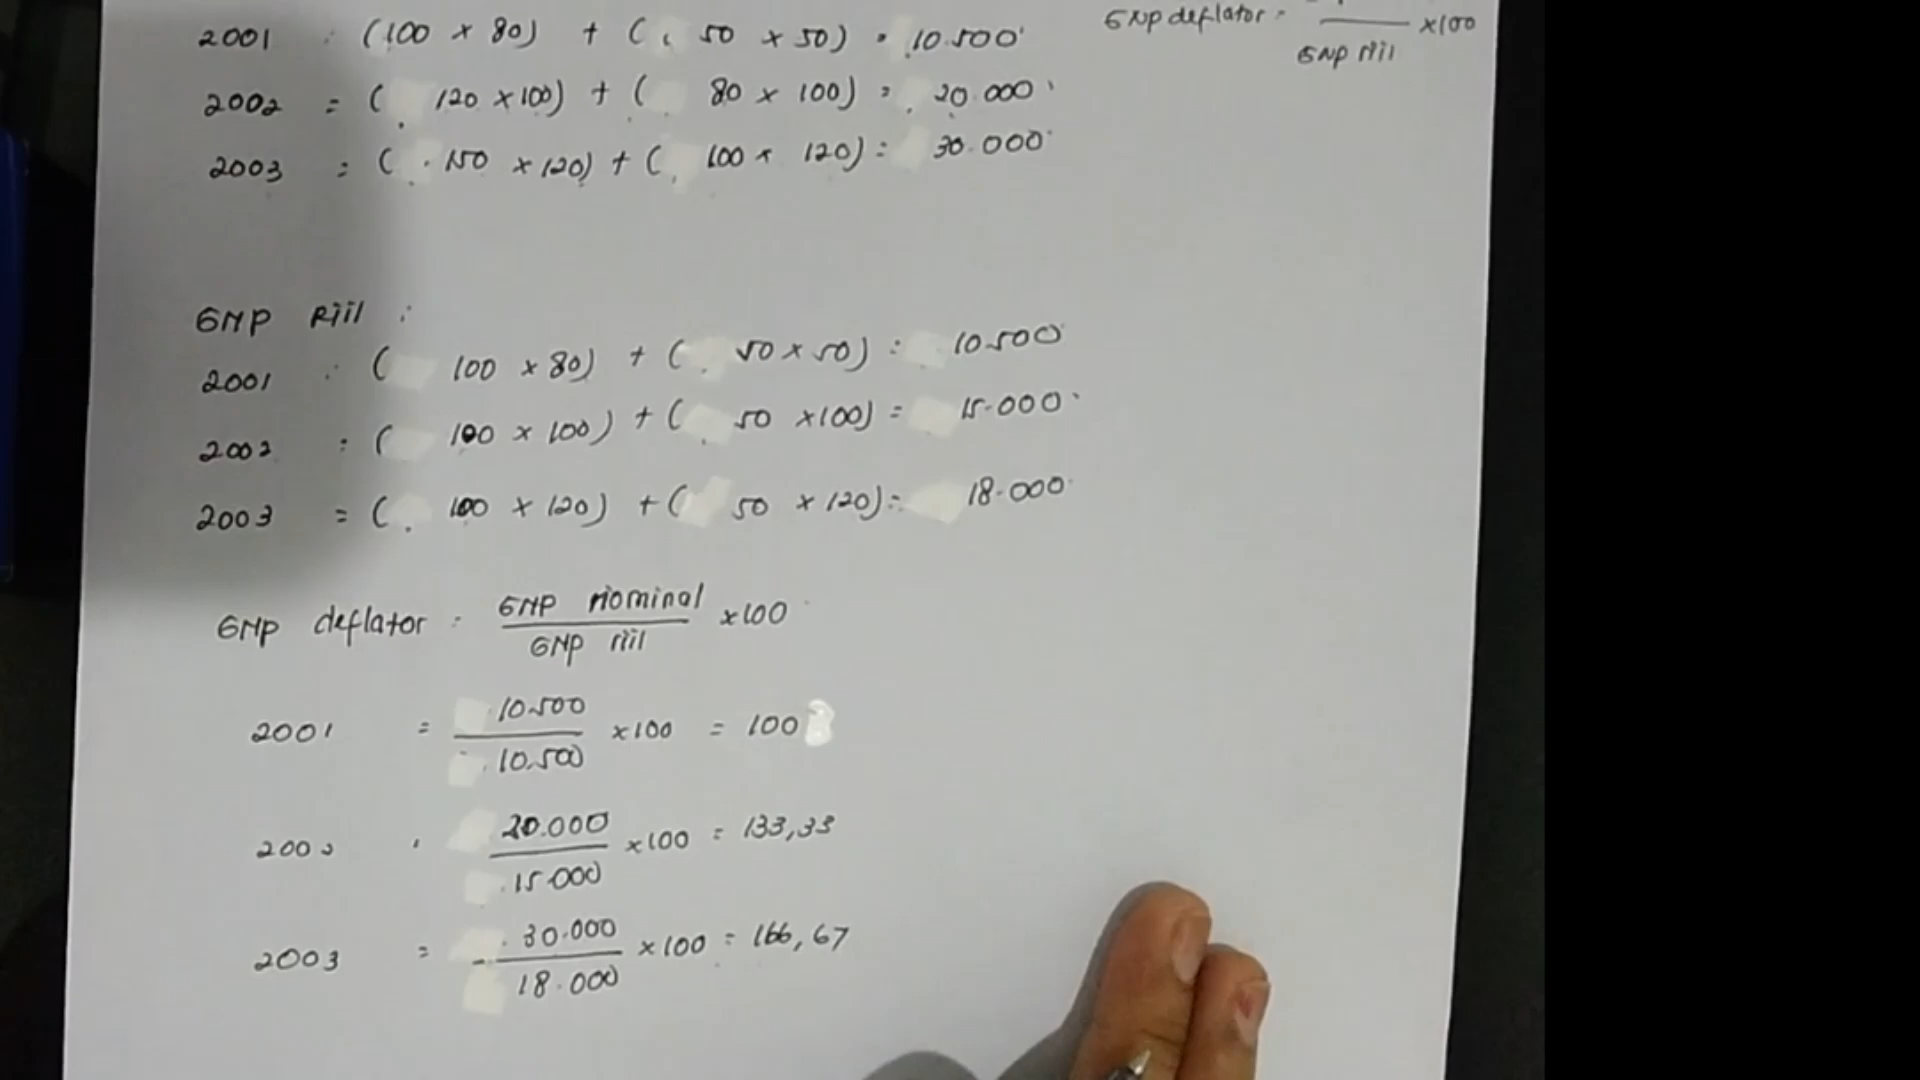 2001 : (100 x 80) + ( 50 x 50) = 10.500
GNP deflator = ——— x100
GNP riil
2002 = ( 120 x 100) + ( 80 x 100) = 20.000
2003 = ( 150 x 120) + ( 100 x 120) = 30.000
GNP Riil :
2001 : ( 100 x 80) + ( 50 x 50) = 10.500
2002 : ( 100 x 100) + ( 50 x 100) = 15.000
2003 = ( 100 x 120) + ( 50 x 120) = 18.000
GNP deflator = GNP nominal x100
GNP riil
2001 = 10.500 x100 = 100
10.500
20.000 x100 = 133,33
15.000
2003 = 30.000 x100 = 166,67
18.000